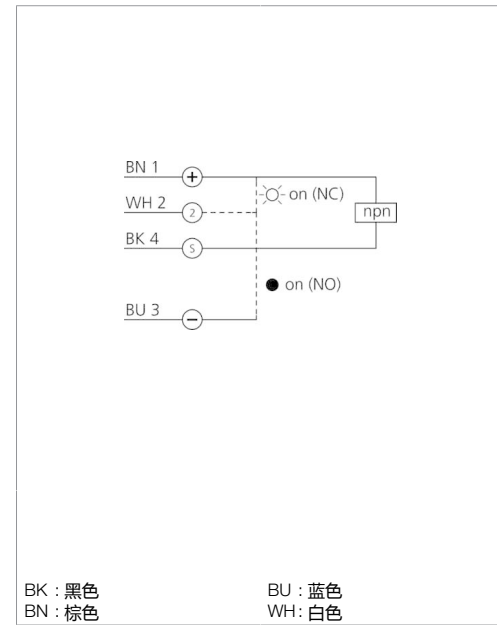 BN 1
+
on (NC)
WH 2
2
npn
BK 4
S
on (NO)
BU 3
−
BK : 黑色 BU : 蓝色
BN : 棕色 WH : 白色